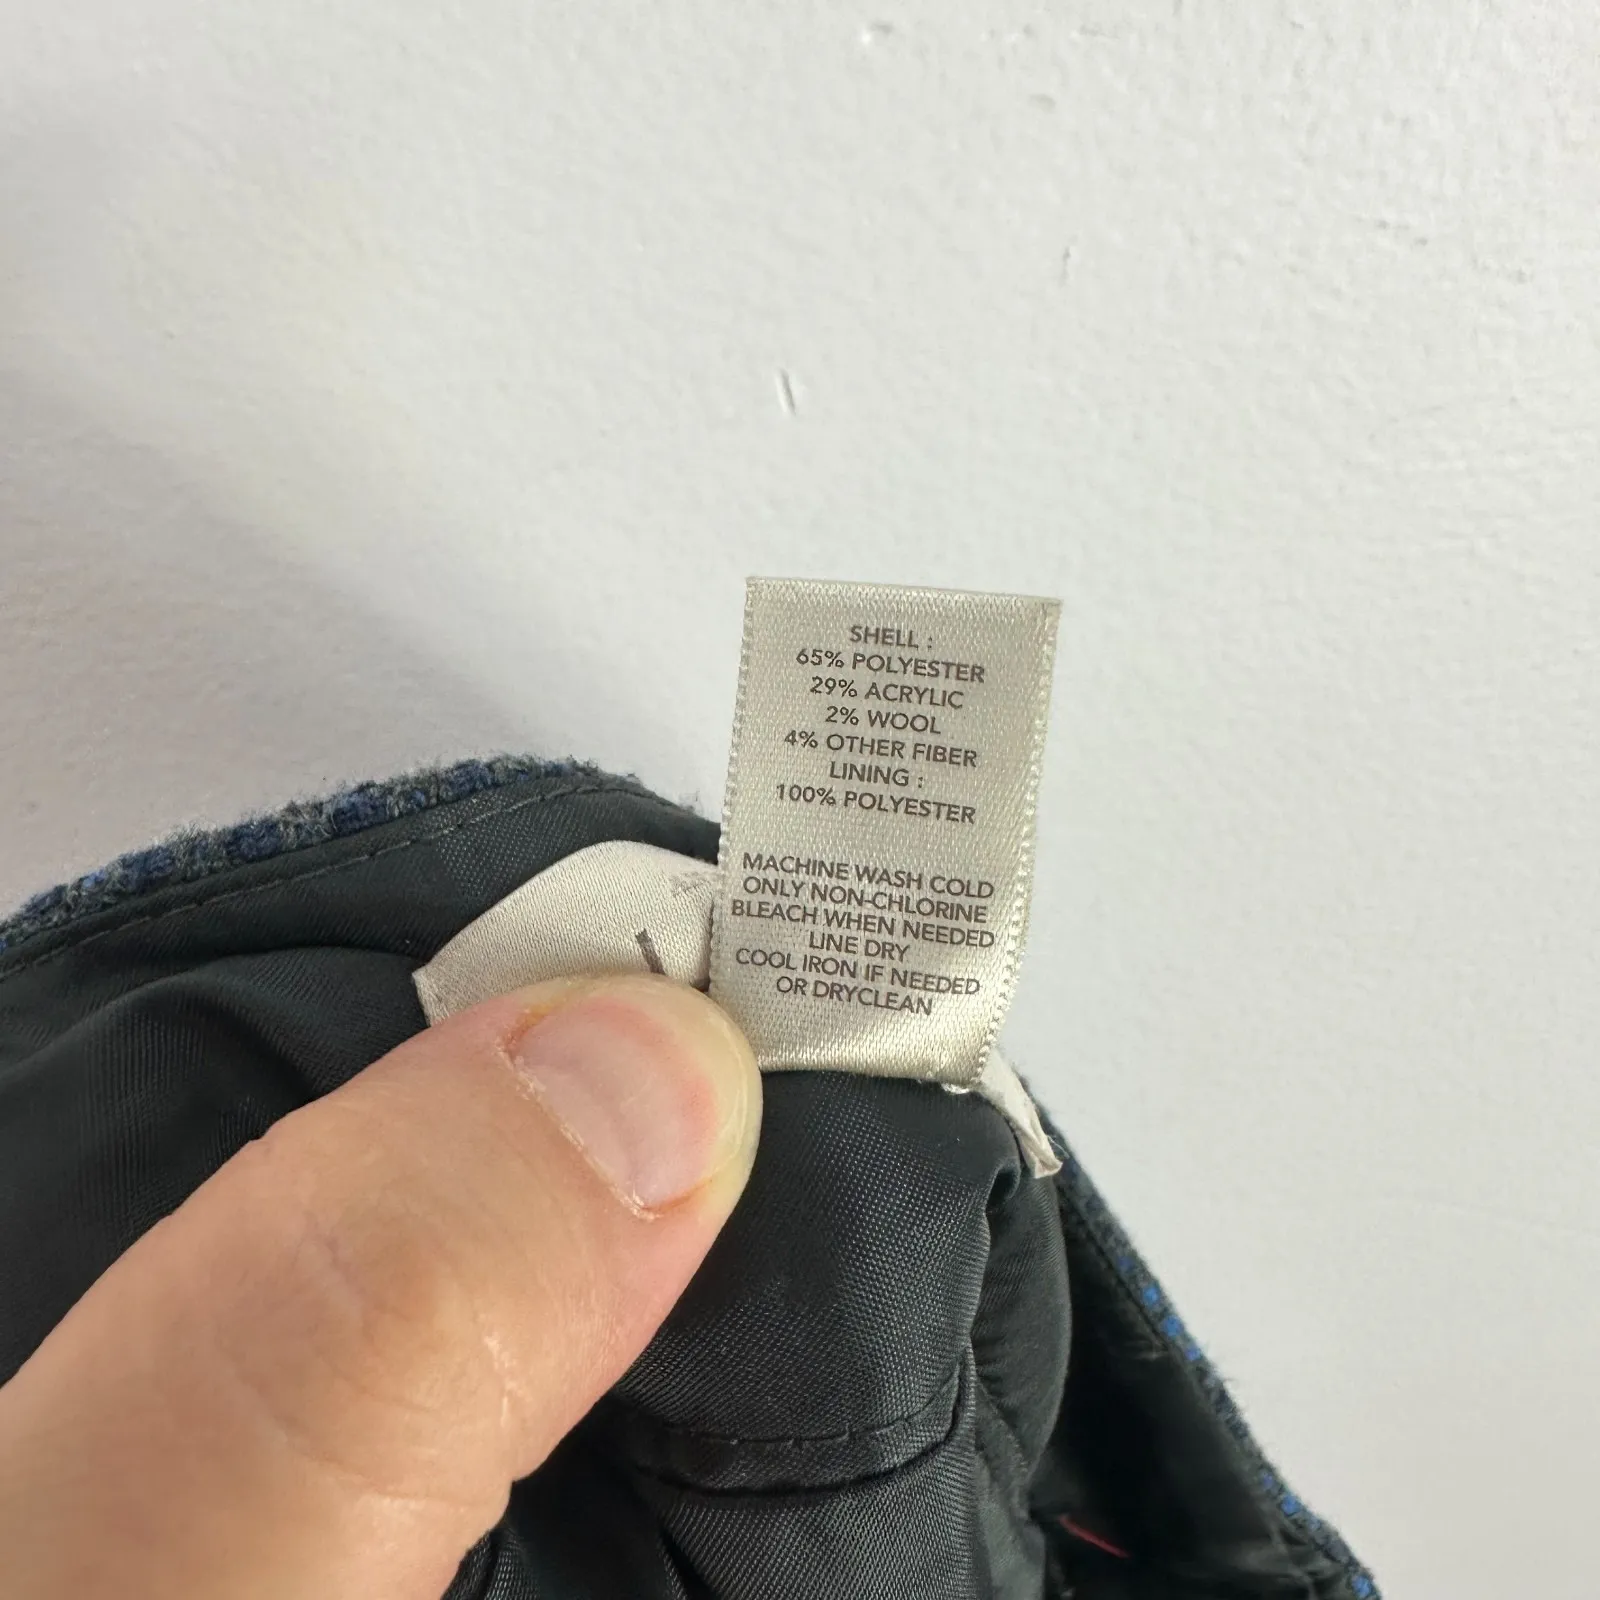 SHELL :
65% POLYESTER
29% ACRYLIC
2% WOOL
4% OTHER FIBER
LINING :
100% POLYESTER
MACHINE WASH COLD
ONLY NON-CHLORINE
BLEACH WHEN NEEDED
LINE DRY
COOL IRON IF NEEDED
OR DRYCLEAN